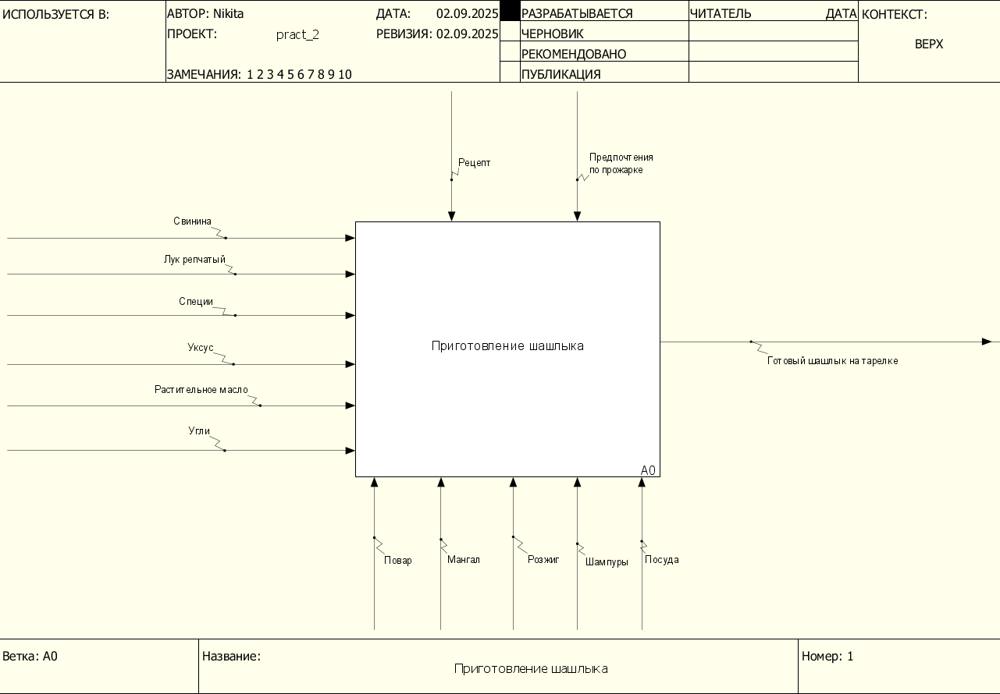 ИСПОЛЬЗУЕТСЯ В:
АВТОР: Nikita
ДАТА: 02.09.2025
РАЗРАБАТЫВАЕТСЯ
ЧИТАТЕЛЬ
ДАТА
КОНТЕКСТ:
ПРОЕКТ: pract_2
РЕВИЗИЯ: 02.09.2025
ЧЕРНОВИК
ВЕРХ
РЕКОМЕНДОВАНО
ЗАМЕЧАНИЯ: 1 2 3 4 5 6 7 8 9 10
ПУБЛИКАЦИЯ
Рецепт
Предпочтения
по прожарке
Свинина
Лук репчатый
Специи
Уксус
Растительное масло
Угли
Приготовление шашлыка
A0
Готовый шашлык на тарелке
Повар
Мангал
Розжиг
Шампуры
Посуда
Ветка: A0
Название:
Приготовление шашлыка
Номер: 1